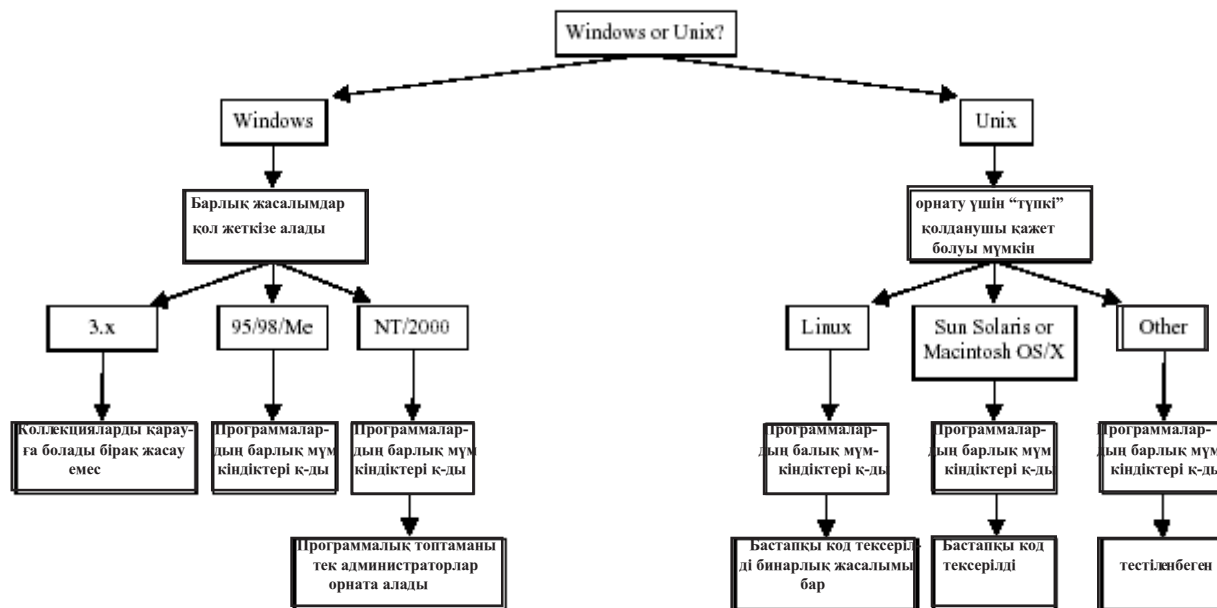 Windows or Unix?
Windows
Unix
Барлық жасалымдар
қол жеткізе алады
орнату үшін “түпкі”
қолданушы қажет
болуы мүмкін
3.x
95/98/Me
NT/2000
Linux
Sun Solaris or
Macintosh OS/X
Other
Коллекцияларды қарау-
ға болады бірақ жасау
емес
Программалар-
дың барлық мүм
кіндіктері қ-ды
Программалар-
дың барлық мүм
кіндіктері қ-ды
Программалар-
дың балық мүм-
кіндіктері қ-ды
Программалар-
дың барлық мүм
кіндіктері қ-ды
Программалар-
дың барлық мүм
кіндіктері қ-ды
Программалық топтаманы
тек администраторлар
орната алады
Бастапқы код тексеріл-
ді бинарлық жасалымы
бар
Бастапқы код
тексерілді
тестіленбеген